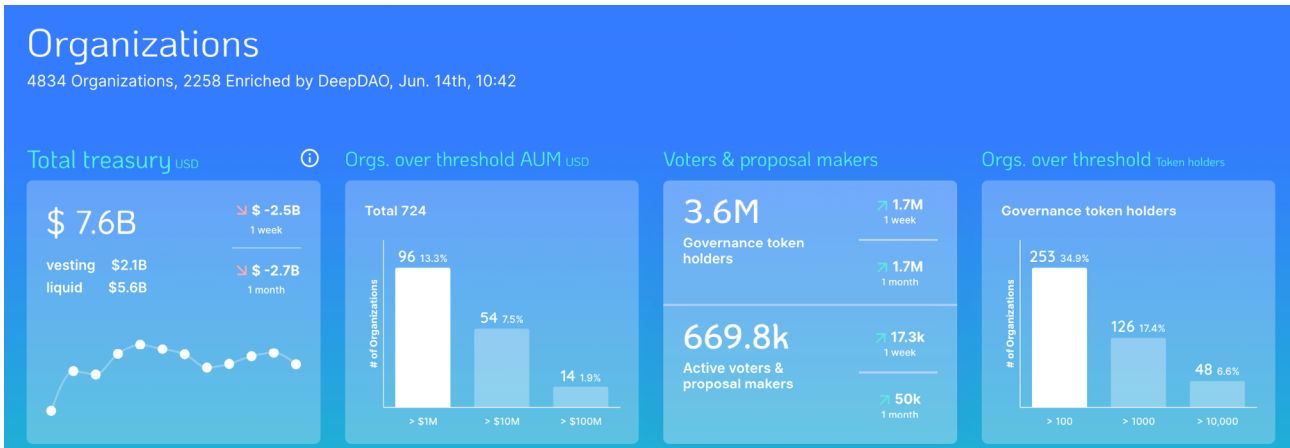 Organizations
4834 Organizations, 2258 Enriched by DeepDAO, Jun. 14th, 10:42
Total treasury USD
$ 7.6B
$ -2.5B
1 week
$ -2.7B
1 month
vesting $2.1B
liquid $5.6B
Orgs. over threshold AUM USD
Total 724
# of Organizations
96 13.3%
54 7.5%
14 1.9%
> $1M > $10M > $100M
Voters & proposal makers
3.6M
Governance token
holders
1.7M
1 week
1.7M
1 month
669.8k
Active voters &
proposal makers
17.3k
1 week
50k
1 month
Orgs. over threshold Token holders
Governance token holders
# of Organizations
253 34.9%
126 17.4%
48 6.6%
> 100 > 1000 > 10,000